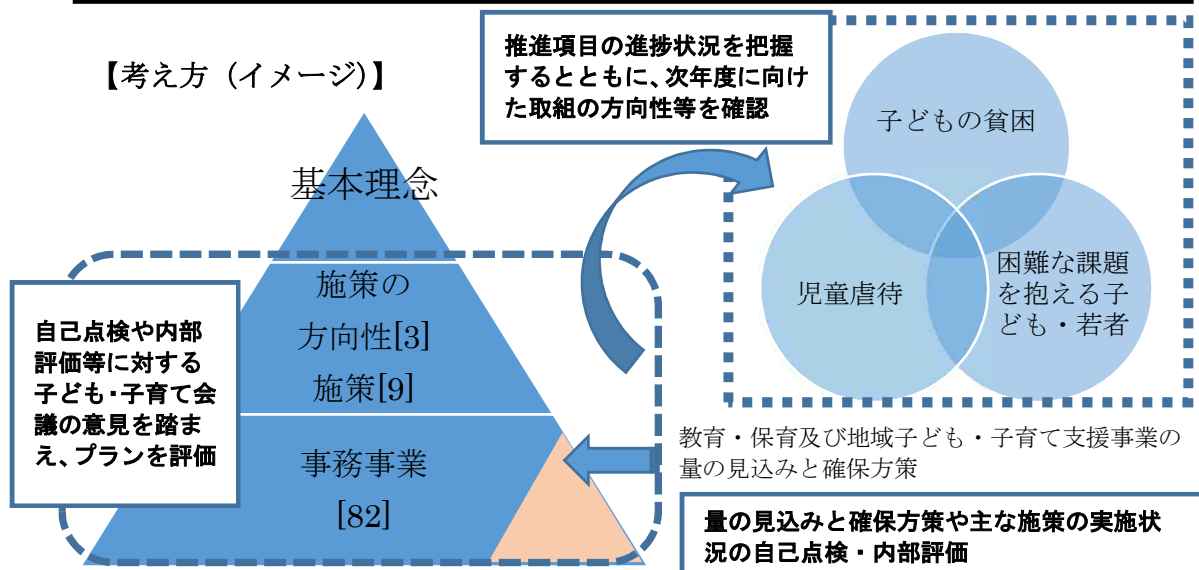 【考え方（イメージ）】
推進項目の進捗状況を把握
するとともに、次年度に向け
た取組の方向性等を確認
基本理念
施策の
方向性[3]
施策[9]
事務事業
[82]
自己点検や内部
評価等に対する
子ども・子育て会
議の意見を踏ま
え、プランを評価
子どもの貧困
児童虐待
困難な課題
を抱える子
ども・若者
教育・保育及び地域子ども・子育て支援事業の
量の見込みと確保方策
量の見込みと確保方策や主な施策の実施状
況の自己点検・内部評価